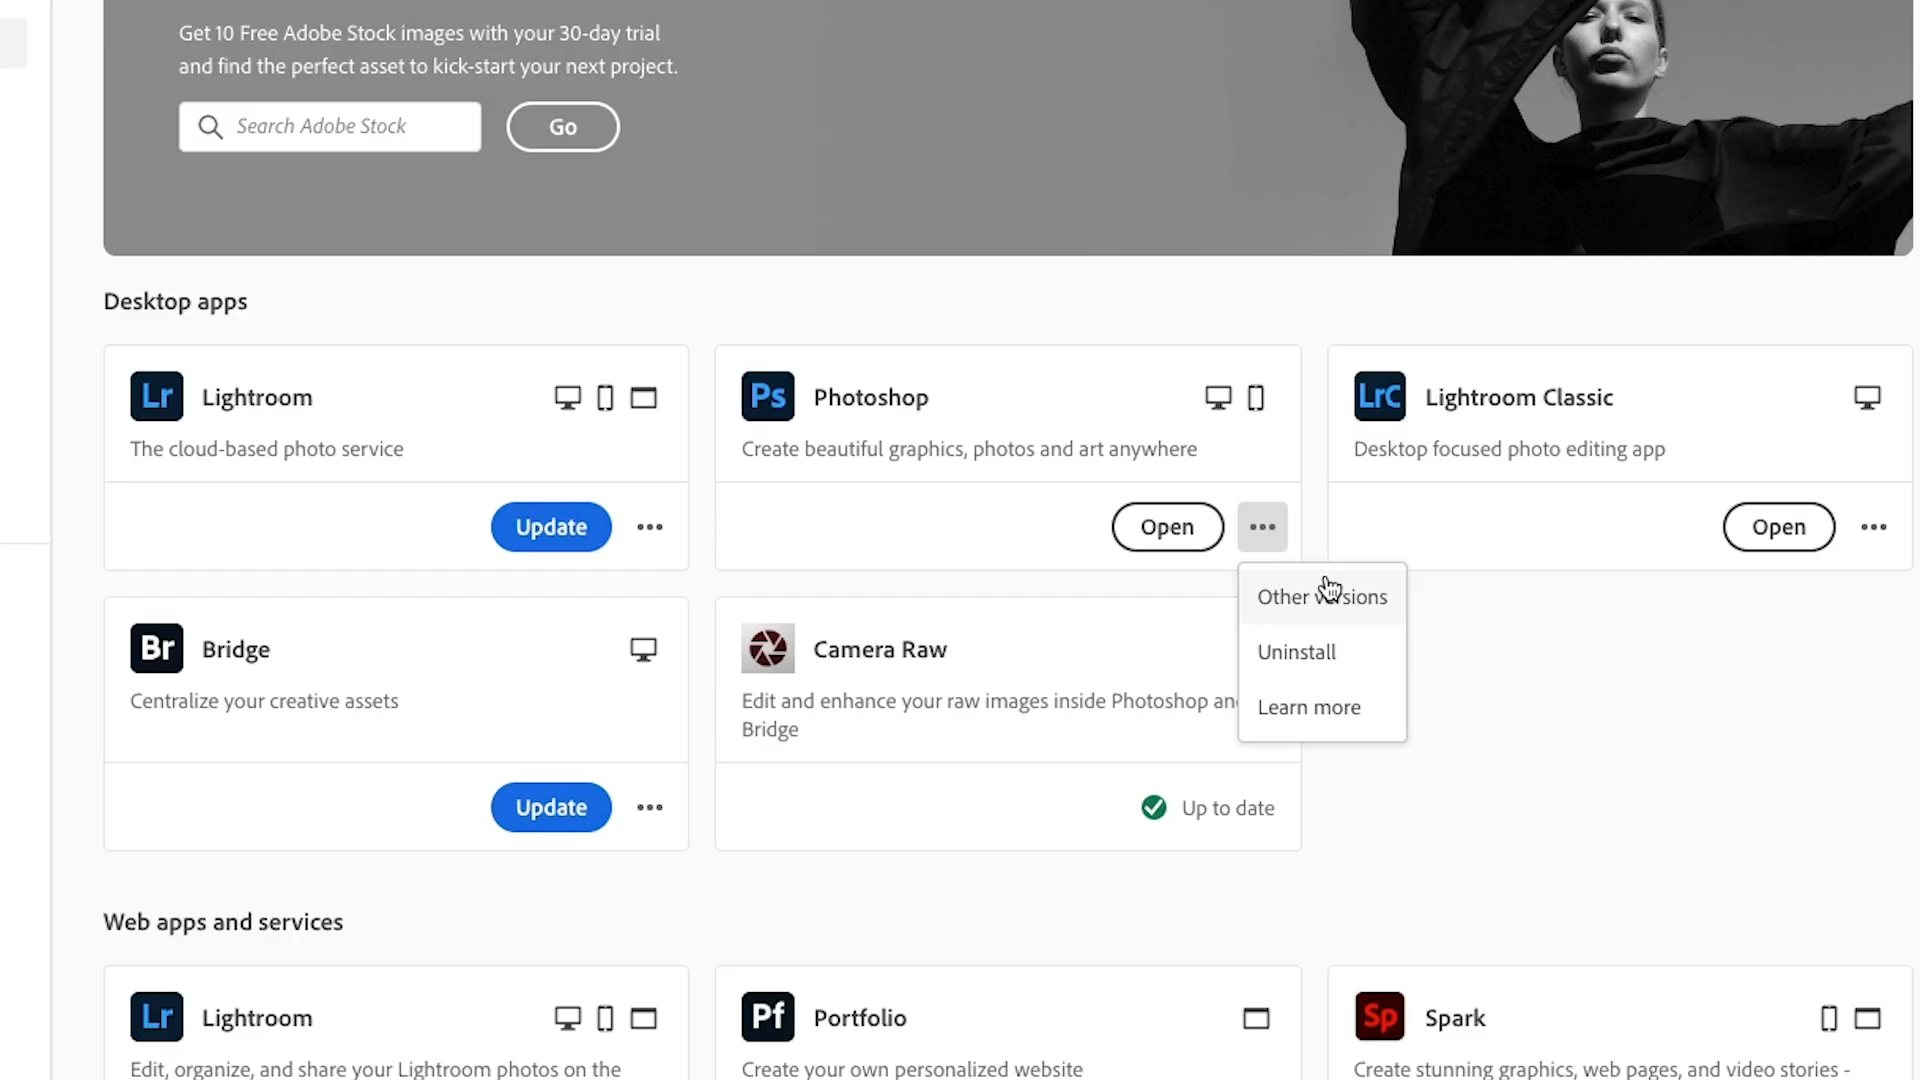 Get 10 Free Adobe Stock images with your 30-day trial
and find the perfect asset to kick-start your next project.
Search Adobe Stock
Go
Desktop apps
Lr Lightroom
The cloud-based photo service
Update
Ps Photoshop
Create beautiful graphics, photos and art anywhere
Open
LrC Lightroom Classic
Desktop focused photo editing app
Open
Other versions
Uninstall
Learn more
Br Bridge
Centralize your creative assets
Update
Camera Raw
Edit and enhance your raw images inside Photoshop an
Bridge
Up to date
Web apps and services
Lr Lightroom
Edit, organize, and share your Lightroom photos on the
Pf Portfolio
Create your own personalized website
Sp Spark
Create stunning graphics, web pages, and video stories -